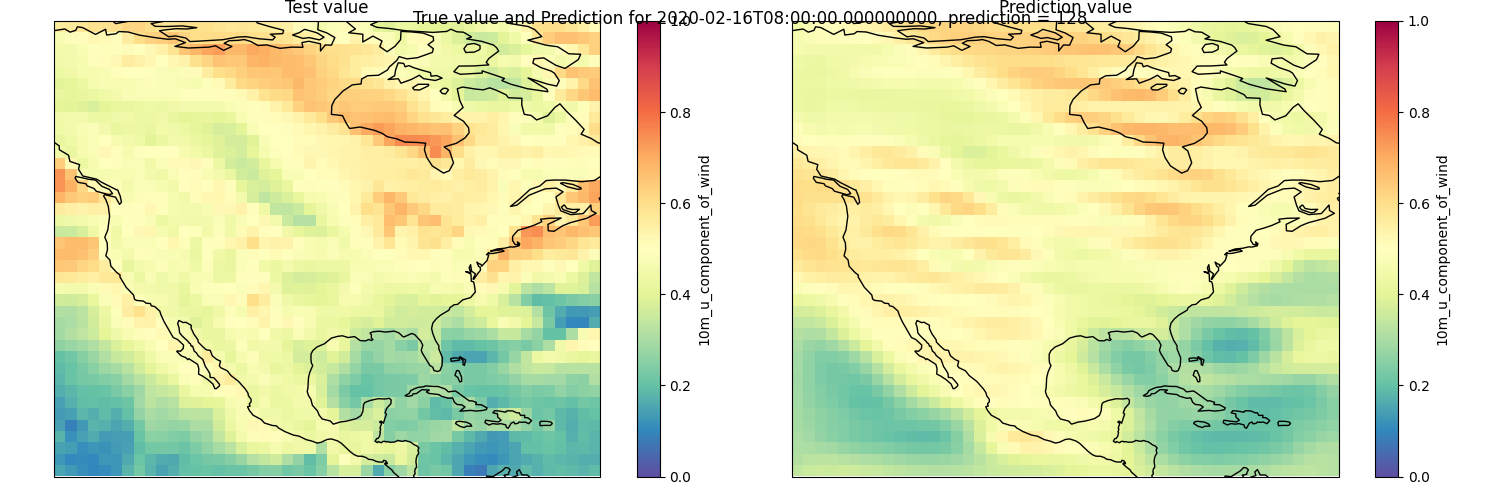 Test value
True value and Prediction for 2020-02-16T08:00:00.000000000, prediction = 128
Prediction value
1.0
0.8
0.6
0.4
0.2
0.0
10m_u_component_of_wind
1.0
0.8
0.6
0.4
0.2
0.0
10m_u_component_of_wind